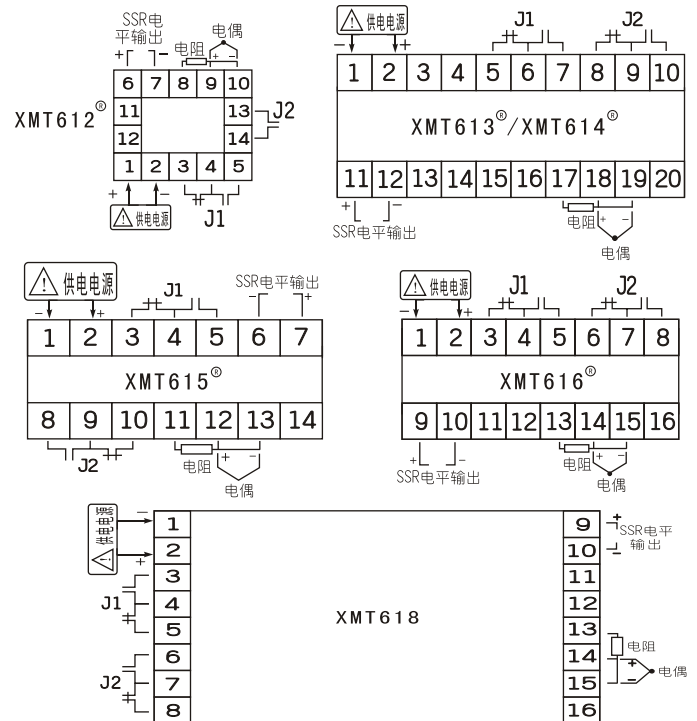 SSR电
平输出
+ −
电阻
电偶
+ −
6 7 8 9 10
XMT612®
11 13
12 14
J2
1 2 3 4 5
+ −
供电电源
J1
供电电源
− +
J1
J2
1 2 3 4 5 6 7 8 9 10
XMT613®/XMT614®
11 12 13 14 15 16 17 18 19 20
+ −
SSR电平输出
电阻
+ −
电偶
供电电源
− +
J1
SSR电平输出
− +
1 2 3 4 5 6 7
XMT615®
8 9 10 11 12 13 14
J2
电阻
+ −
电偶
供电电源
− +
J1
J2
1 2 3 4 5 6 7 8
XMT616®
9 10 11 12 13 14 15 16
+ −
SSR电平输出
电阻
+ −
电偶
供电电源
−
+
1
2
3
4
5
6
7
8
J1
J2
XMT618
9
10
11
12
13
14
15
16
+
SSR电平
输出
−
电阻
+
−
电偶